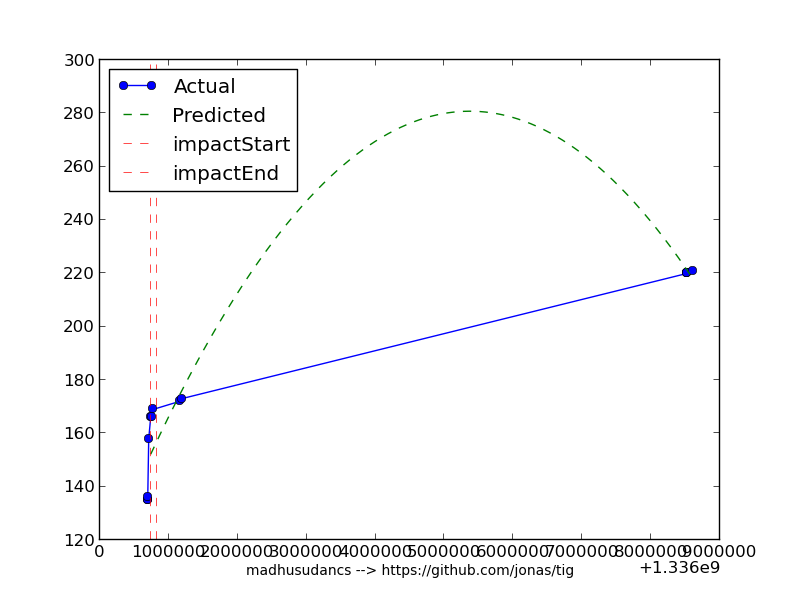 300
280
260
240
220
200
180
160
140
120
Actual
Predicted
impactStart
impactEnd
0 1000000 2000000 3000000 4000000 5000000 6000000 7000000 8000000 9000000
+1.336e9
madhusudancs --> https://github.com/jonas/tig